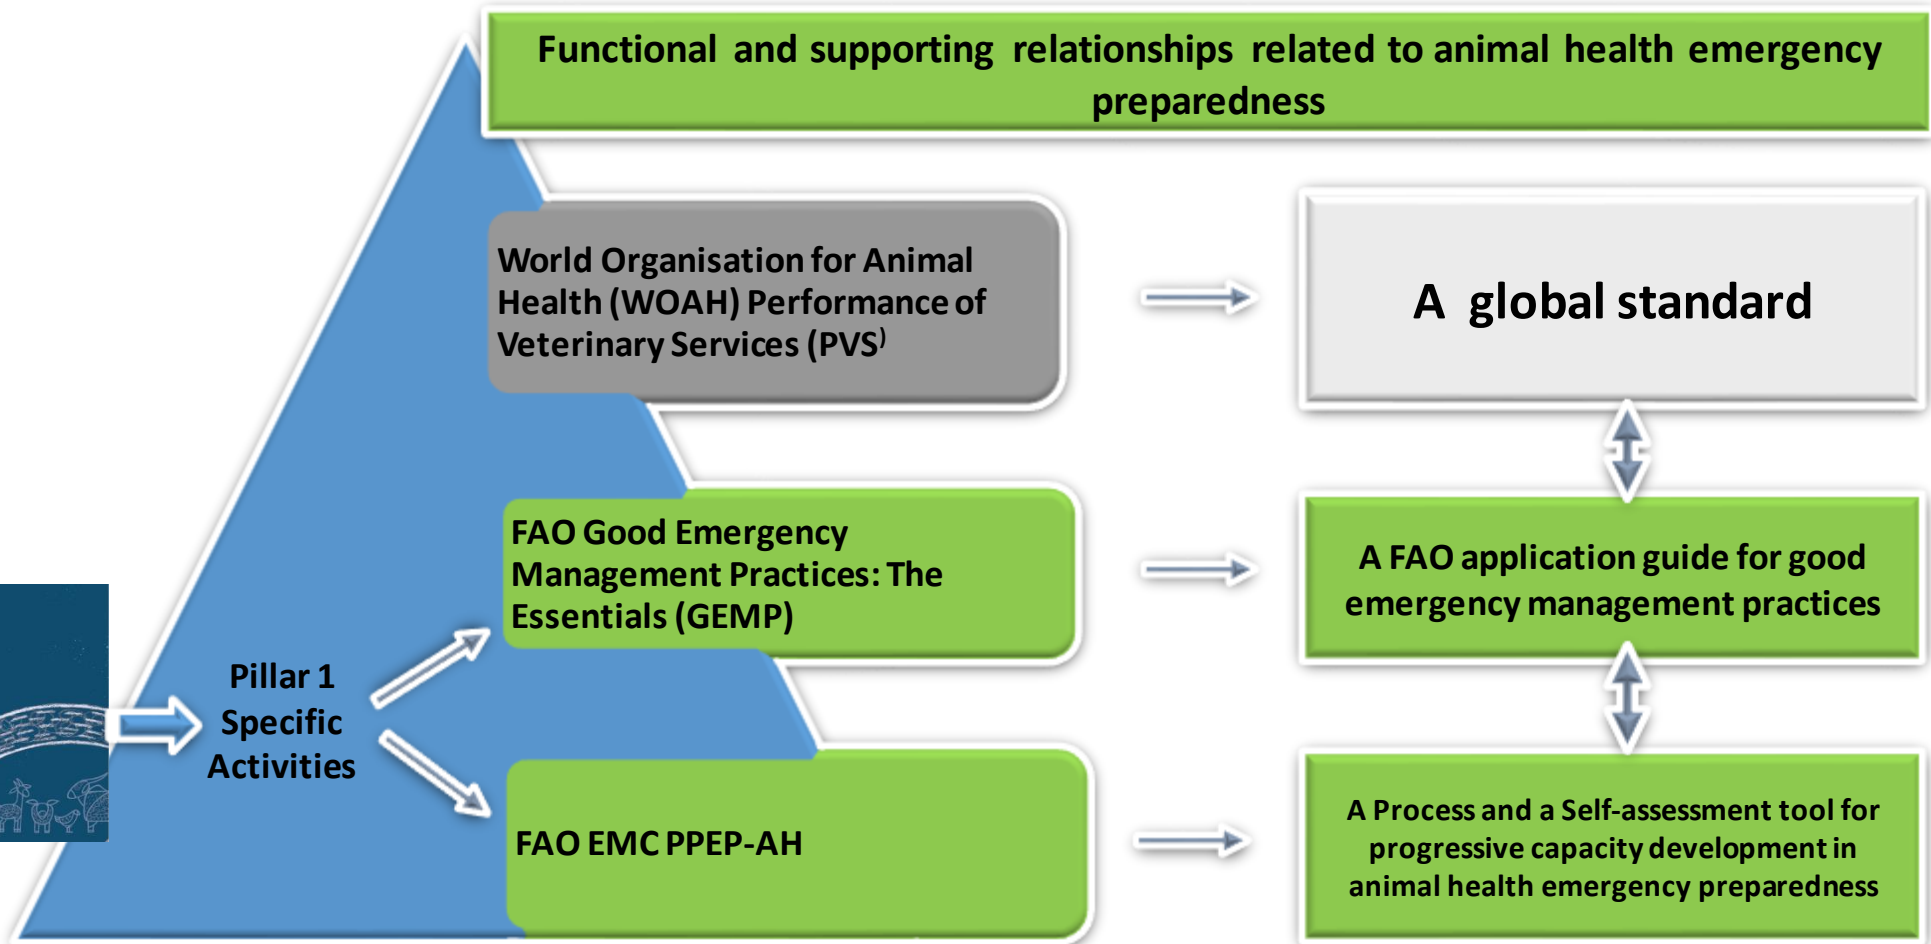 Functional and supporting relationships related to animal health emergency
preparedness
World Organisation for Animal
Health (WOAH) Performance of
Veterinary Services (PVS)
A global standard
FAO Good Emergency
Management Practices: The
Essentials (GEMP)
A FAO application guide for good
emergency management practices
Pillar 1
Specific
Activities
FAO EMC PPEP-AH
A Process and a Self-assessment tool for
progressive capacity development in
animal health emergency preparedness